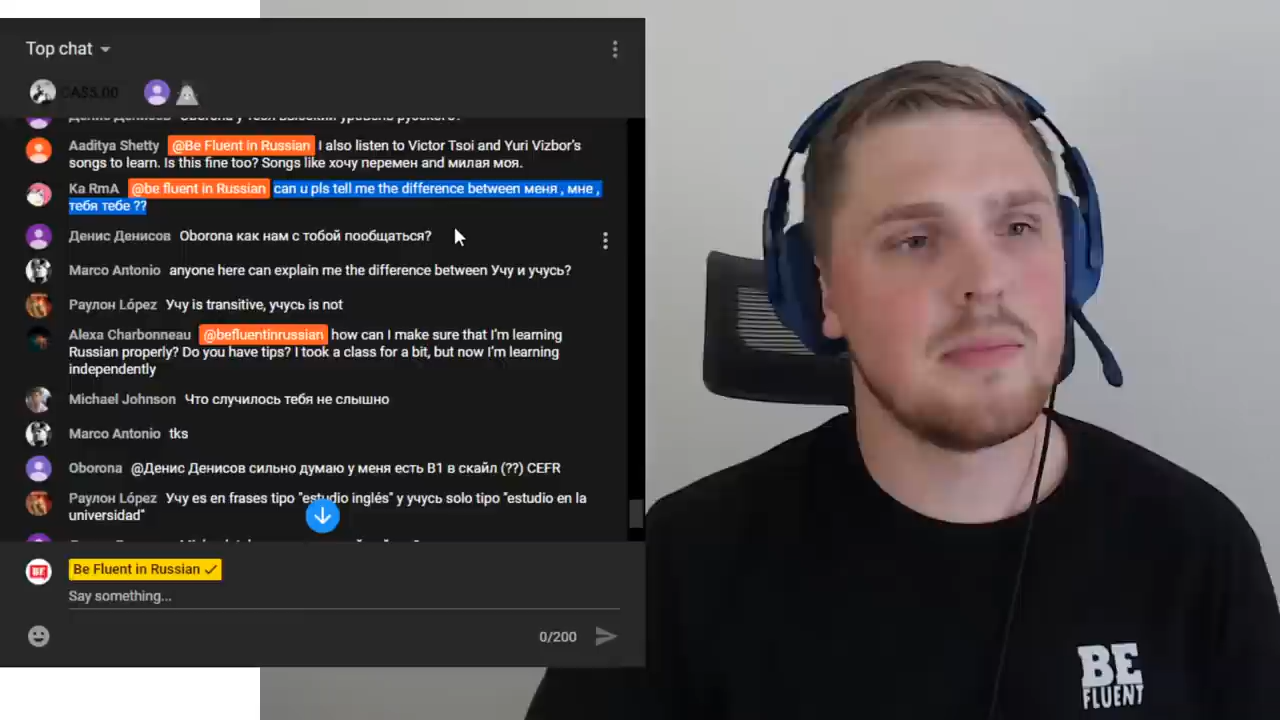 Top chat
CA$5.00
Aaditya Shetty @Be Fluent in Russian I also listen to Victor Tsoi and Yuri Vizbor's
songs to learn. Is this fine too? Songs like хочу перемен and милая моя.
Ka RmA @be fluent in Russian can u pls tell me the difference between меня , мне ,
тебя тебе ??
Денис Денисов Oborona как нам с тобой пообщаться?
Marco Antonio anyone here can explain me the difference between Учу и учусь?
Раулон López Учу is transitive, учусь is not
Alexa Charbonneau @befluentinrussian how can I make sure that I'm learning
Russian properly? Do you have tips? I took a class for a bit, but now I'm learning
independently
Michael Johnson Что случилось тебя не слышно
Marco Antonio tks
Oborona @Денис Денисов сильно думаю у меня есть B1 в скайл (??) CEFR
Раулон López Учу es en frases tipo "estudio inglés" y учусь solo tipo "estudio en la
universidad"
BE
Be Fluent in Russian
Say something...
0/200
BE
FLUENT